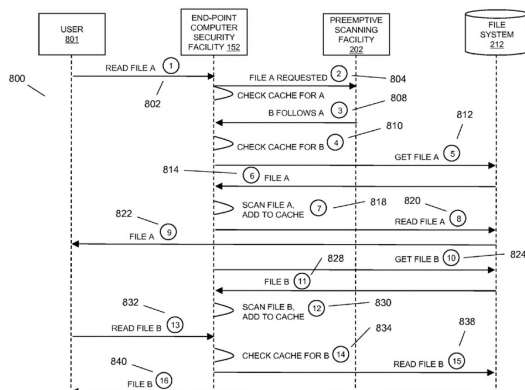 USER
801
END-POINT
COMPUTER
SECURITY
FACILITY 152
PREEMPTIVE
SCANNING
FACILITY
202
FILE
SYSTEM
212
800
READ FILE A 1
802
FILE A REQUESTED 2
804
CHECK CACHE FOR A
B FOLLOWS A 3
808
CHECK CACHE FOR B 4
810
812
GET FILE A 5
814
6 FILE A
SCAN FILE A, ADD TO CACHE 7
818
820
READ FILE A 8
822
9 FILE A
GET FILE B 10
824
828
FILE B 11
SCAN FILE B, ADD TO CACHE 12
830
832
READ FILE B 13
834
CHECK CACHE FOR B 14
838
READ FILE B 15
840
FILE B 16